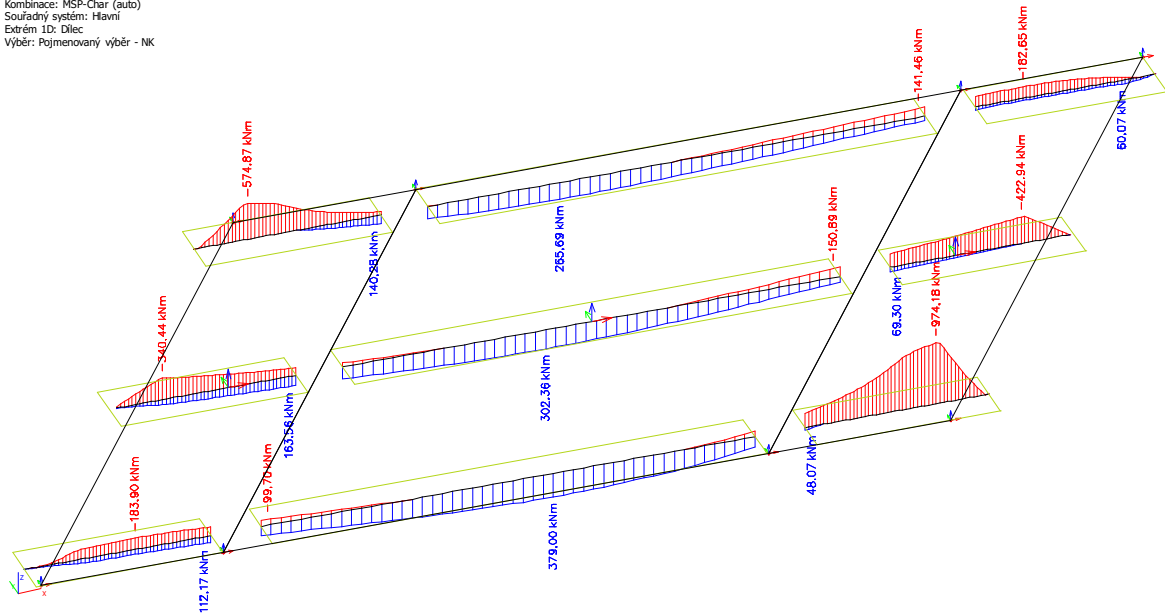 Kombinace: MSP-Char (auto)
Souřadný systém: Hlavní
Extrém 1D: Dílec
Výběr: Pojmenovaný výběr - NK
-141.46 kNm
-182.65 kNm
60.07 kNm
-574.87 kNm
140.28 kNm
265.69 kNm
-422.94 kNm
-150.89 kNm
69.30 kNm
-974.18 kNm
-340.44 kNm
163.56 kNm
302.36 kNm
48.07 kNm
-99.70 kNm
-183.90 kNm
379.00 kNm
112.17 kNm
z
x